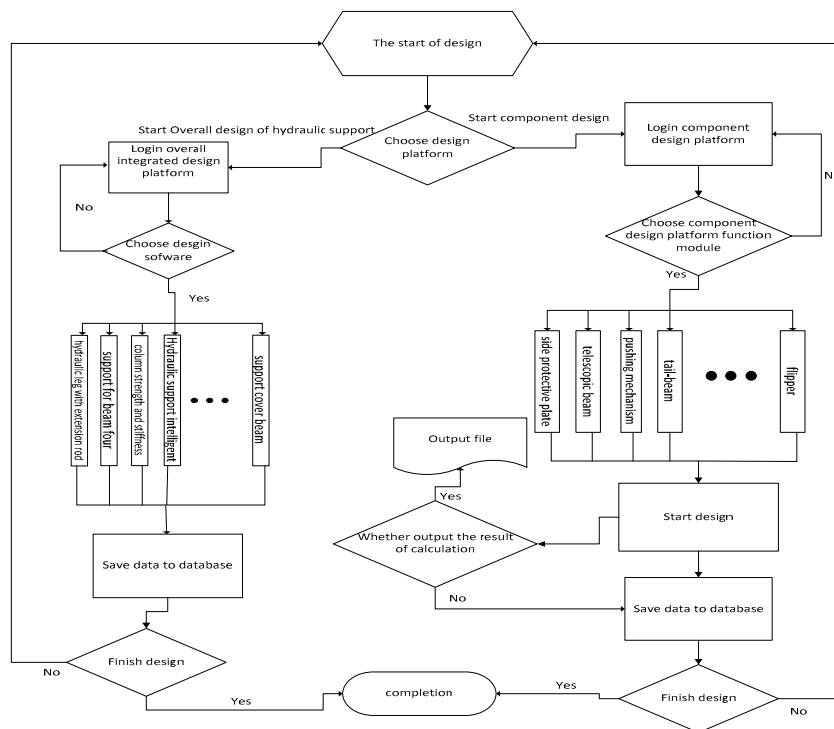 The start of design
Start Overall design of hydraulic support
Start component design
Choose design
platform
Login overall
integrated design
platform
Login component
design platform
No
N
Choose desgin
sofware
Choose component
design platform function
module
Yes
Yes
hydraulic leg with extension rod
support for beam four
column strength and stiffness
Hydraulic support intelligent
support cover beam
side protective plate
telescopic beam
pushing mechanism
tail-beam
flipper
Output file
Yes
Start design
Whether output the result
of calculation
Save data to database
No
Save data to database
Finish design
No
Yes
completion
Yes
Finish design
No